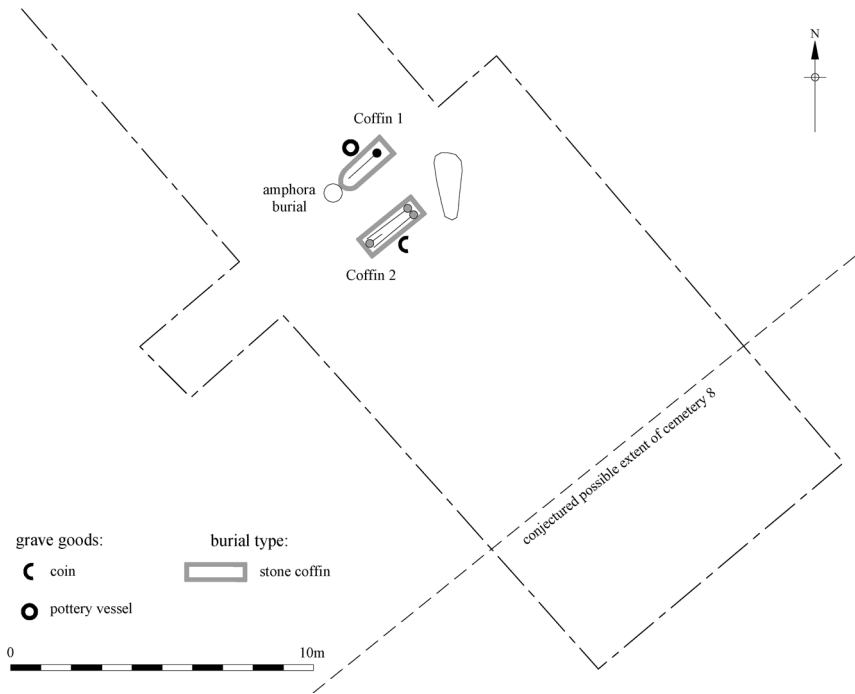 N
Coffin 1
amphora
burial
Coffin 2
conjectured possible extent of cemetery 8
grave goods:
burial type:
coin
stone coffin
pottery vessel
0
10m